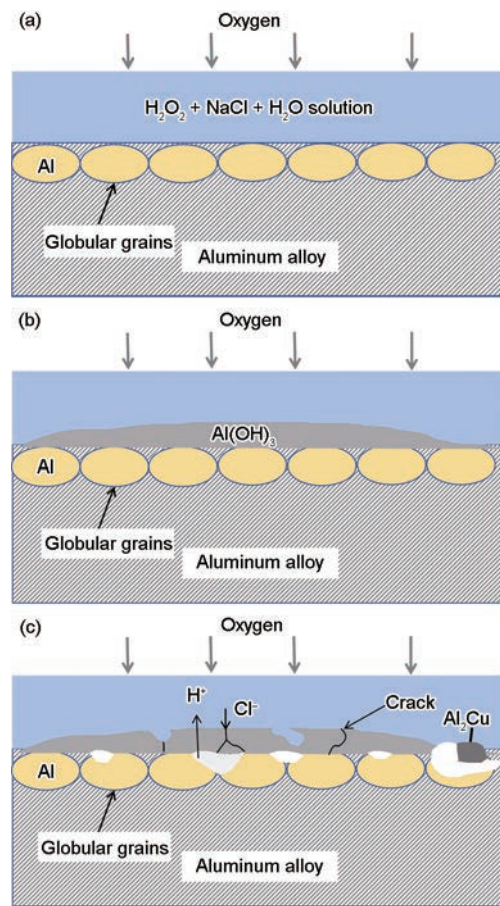 (a)
Oxygen
H₂O₂ + NaCl + H₂O solution
Al
Globular grains
Aluminum alloy
(b)
Oxygen
Al(OH)₃
Al
Globular grains
Aluminum alloy
(c)
Oxygen
H⁺
Cl⁻
Crack
Al₂Cu
Al
Globular grains
Aluminum alloy